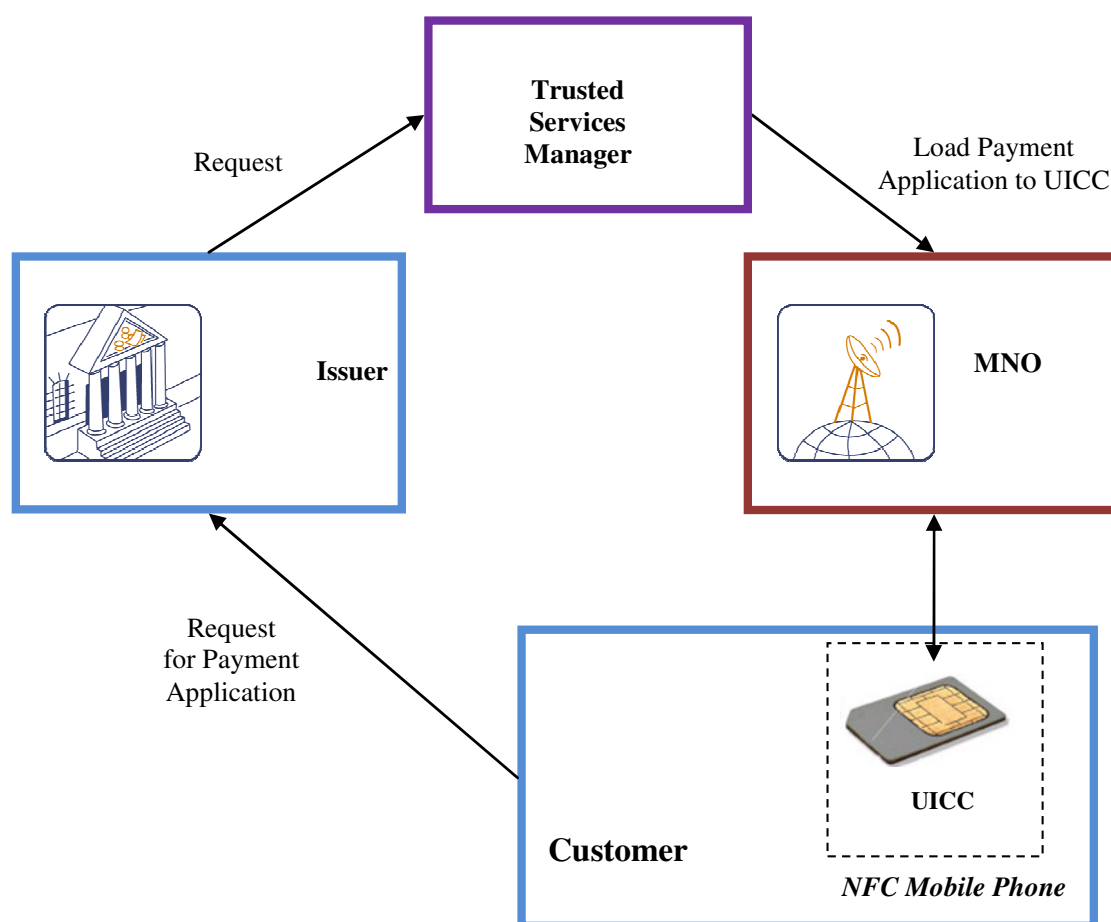 Trusted
Services
Manager
Request
Load Payment
Application to UICC
Issuer
MNO
Request
for Payment
Application
UICC
Customer
NFC Mobile Phone